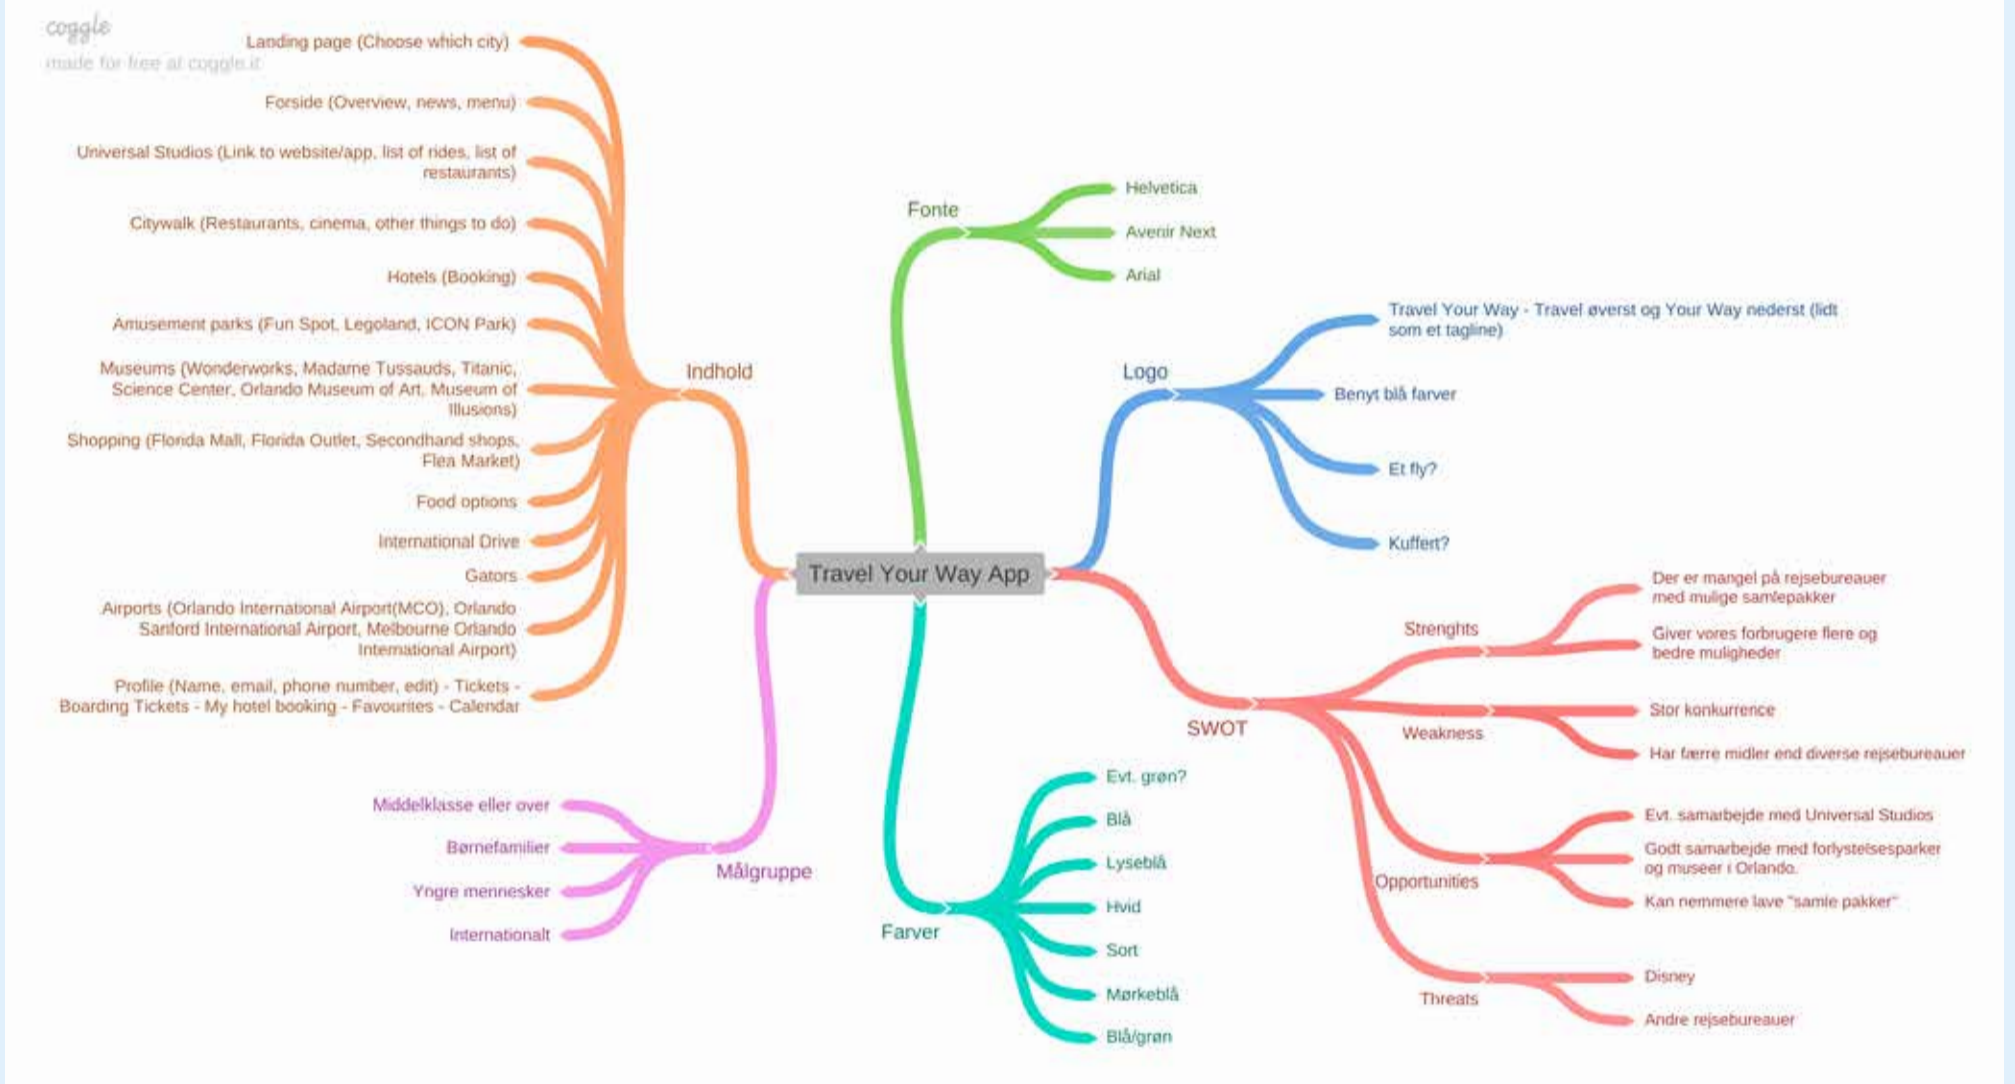 coggle
made for free at coggle.it
Landing page (Choose which city)
Forside (Overview, news, menu)
Universal Studios (Link to website/app, list of rides, list of
restaurants)
Citywalk (Restaurants, cinema, other things to do)
Hotels (Booking)
Amusement parks (Fun Spot, Legoland, ICON Park)
Museums (Wonderworks, Madame Tussauds, Titanic,
Science Center, Orlando Museum of Art, Museum of
Illusions)
Shopping (Florida Mall, Florida Outlet, Secondhand shops,
Flea Market)
Food options
International Drive
Gators
Airports (Orlando International Airport(MCO), Orlando
Sanford International Airport, Melbourne Orlando
International Airport)
Profile (Name, email, phone number, edit) - Tickets -
Boarding Tickets - My hotel booking - Favourites - Calendar
Indhold
Middelklasse eller over
Børnefamilier
Yngre mennesker
Internationalt
Målgruppe
Travel Your Way App
Fonte
Helvetica
Avenir Next
Arial
Logo
Travel Your Way - Travel øverst og Your Way nederst (lidt
som et tagline)
Benyt blå farver
Et fly?
Kuffert?
SWOT
Strenghts
Der er mangel på rejsebureauer
med mulige samlepakker
Giver vores forbrugere flere og
bedre muligheder
Weakness
Stor konkurrence
Har færre midler end diverse rejsebureauer
Opportunities
Evt. samarbejde med Universal Studios
Godt samarbejde med forlystelsesparker
og museer i Orlando.
Kan nemmere lave "samle pakker"
Threats
Disney
Andre rejsebureauer
Farver
Evt. grøn?
Blå
Lyseblå
Hvid
Sort
Mørkeblå
Blå/grøn